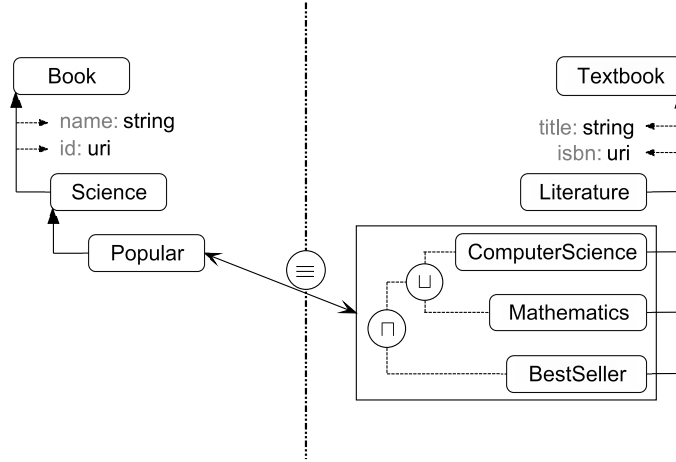 Book
Textbook
name: string
title: string
id: uri
isbn: uri
Science
Literature
Popular
ComputerScience
≡
⊔
Mathematics
⊓
BestSeller